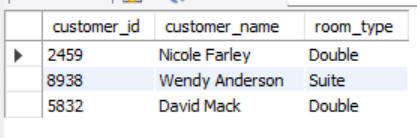 customer_id customer_name room_type
2459 Nicole Farley Double
8938 Wendy Anderson Suite
5832 David Mack Double